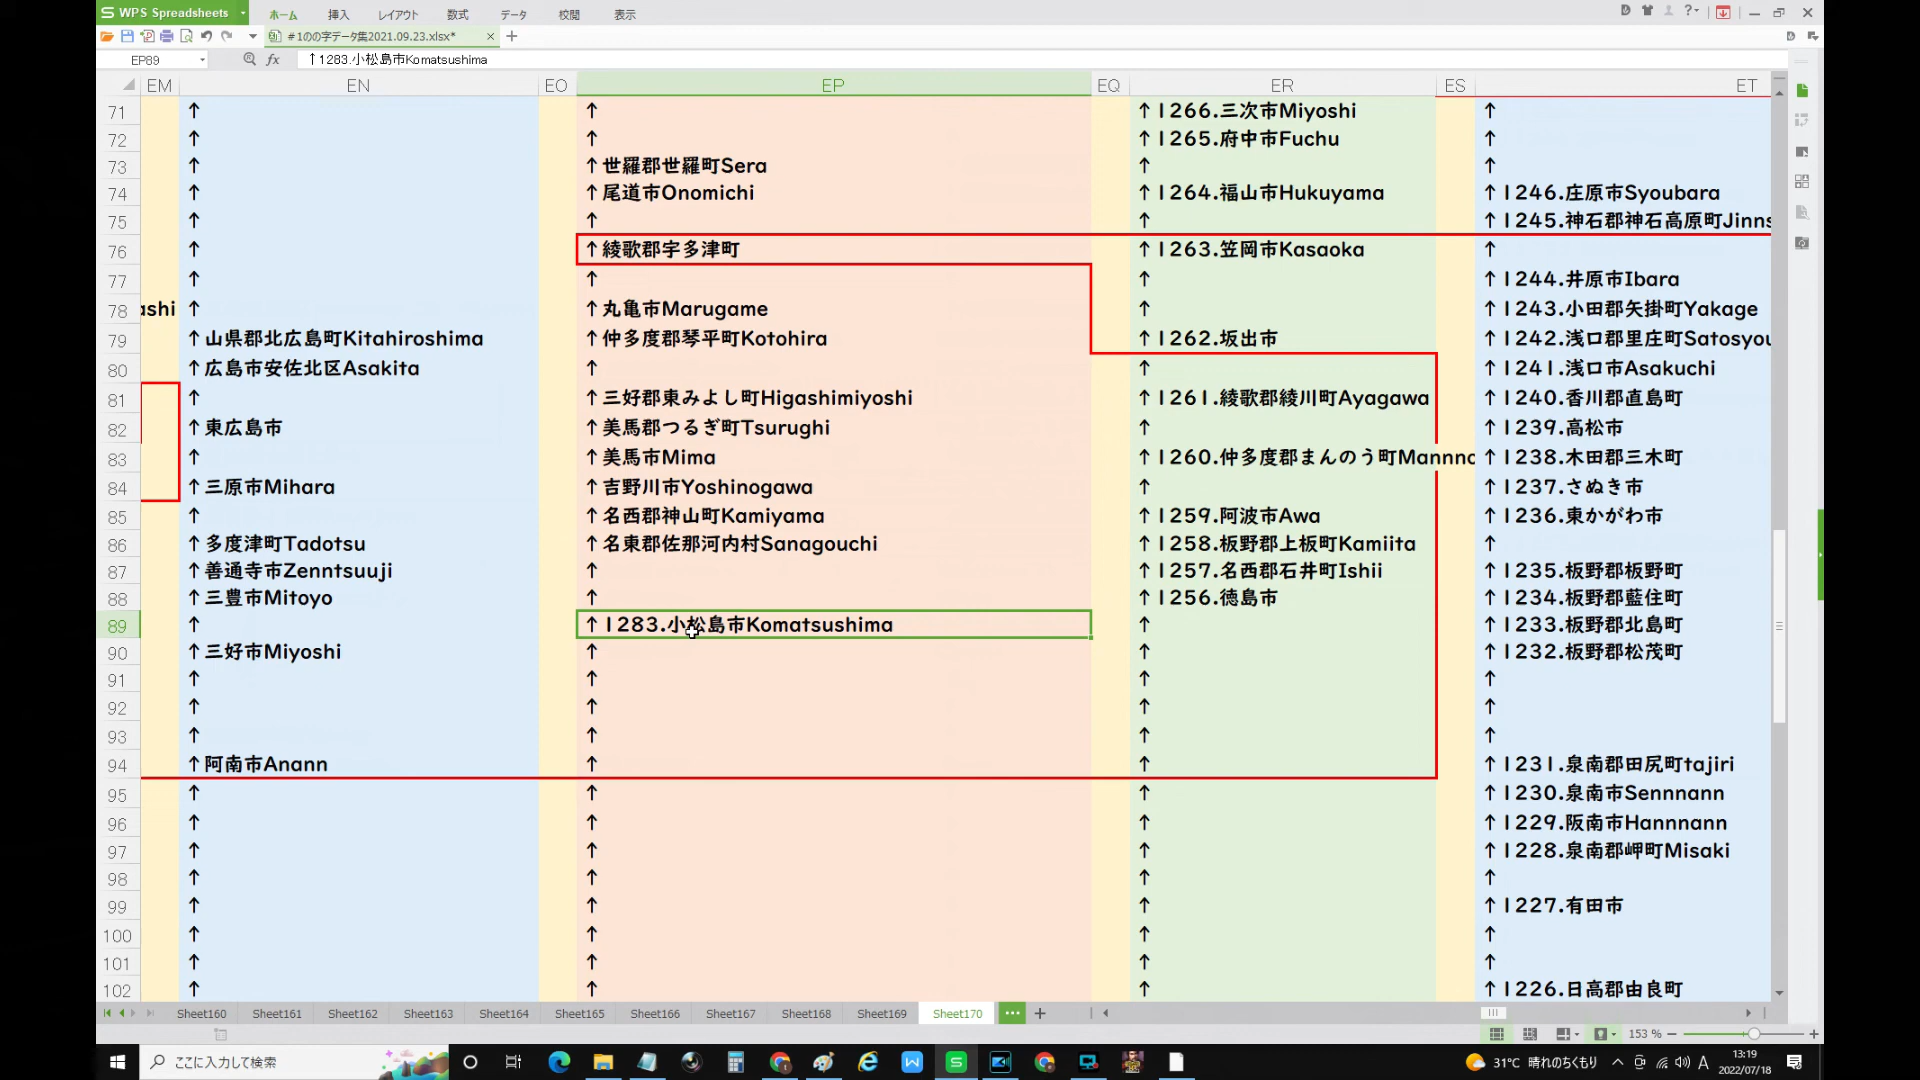 WPS Spreadsheets
ホーム 挿入 レイアウト 数式 データ 校閲 表示
#1のの字データ集2021.09.23.xlsx*
EP89 fx ↑1283.小松島市Komatsushima
EM EN EO EP EQ ER ES ET
71 ↑ ↑ ↑1266.三次市Miyoshi ↑
72 ↑ ↑ ↑1265.府中市Fuchu ↑
73 ↑ ↑世羅郡世羅町Sera ↑ ↑
74 ↑ ↑尾道市Onomichi ↑1264.福山市Hukuyama ↑1246.庄原市Syoubara
75 ↑ ↑ ↑ ↑1245.神石郡神石高原町Jinns
76 ↑ ↑綾歌郡宇多津町 ↑1263.笠岡市Kasaoka ↑
77 ↑ ↑ ↑ ↑1244.井原市Ibara
78 ashi ↑ ↑丸亀市Marugame ↑ ↑1243.小田郡矢掛町Yakage
79 ↑山県郡北広島町Kitahiroshima ↑仲多度郡琴平町Kotohira ↑1262.坂出市 ↑1242.浅口郡里庄町Satosyou
80 ↑広島市安佐北区Asakita ↑ ↑ ↑1241.浅口市Asakuchi
81 ↑ ↑三好郡東みよし町Higashimiyoshi ↑1261.綾歌郡綾川町Ayagawa ↑1240.香川郡直島町
82 ↑東広島市 ↑美馬郡つるぎ町Tsurughi ↑ ↑1239.高松市
83 ↑ ↑美馬市Mima ↑1260.仲多度郡まんのう町Mannno ↑1238.木田郡三木町
84 ↑三原市Mihara ↑吉野川市Yoshinogawa ↑ ↑1237.さぬき市
85 ↑ ↑名西郡神山町Kamiyama ↑1259.阿波市Awa ↑1236.東かがわ市
86 ↑多度津町Tadotsu ↑名東郡佐那河内村Sanagouchi ↑1258.板野郡上板町Kamiita ↑
87 ↑善通寺市Zenntsuuji ↑ ↑1257.名西郡石井町Ishii ↑1235.板野郡板野町
88 ↑三豊市Mitoyo ↑ ↑1256.徳島市 ↑1234.板野郡藍住町
89 ↑ ↑1283.小松島市Komatsushima ↑ ↑1233.板野郡北島町
90 ↑三好市Miyoshi ↑ ↑ ↑1232.板野郡松茂町
91 ↑ ↑ ↑ ↑
92 ↑ ↑ ↑ ↑
93 ↑ ↑ ↑ ↑
94 ↑阿南市Anann ↑ ↑ ↑1231.泉南郡田尻町tajiri
95 ↑ ↑ ↑ ↑1230.泉南市Sennnann
96 ↑ ↑ ↑ ↑1229.阪南市Hannnann
97 ↑ ↑ ↑ ↑1228.泉南郡岬町Misaki
98 ↑ ↑ ↑ ↑
99 ↑ ↑ ↑ ↑1227.有田市
100 ↑ ↑ ↑ ↑
101 ↑ ↑ ↑ ↑
102 ↑ ↑ ↑ ↑1226.日高郡由良町
Sheet160 Sheet161 Sheet162 Sheet163 Sheet164 Sheet165 Sheet166 Sheet167 Sheet168 Sheet169 Sheet170
153 %
ここに入力して検索
31°C 晴れのちくもり A 13:19
2022/07/18